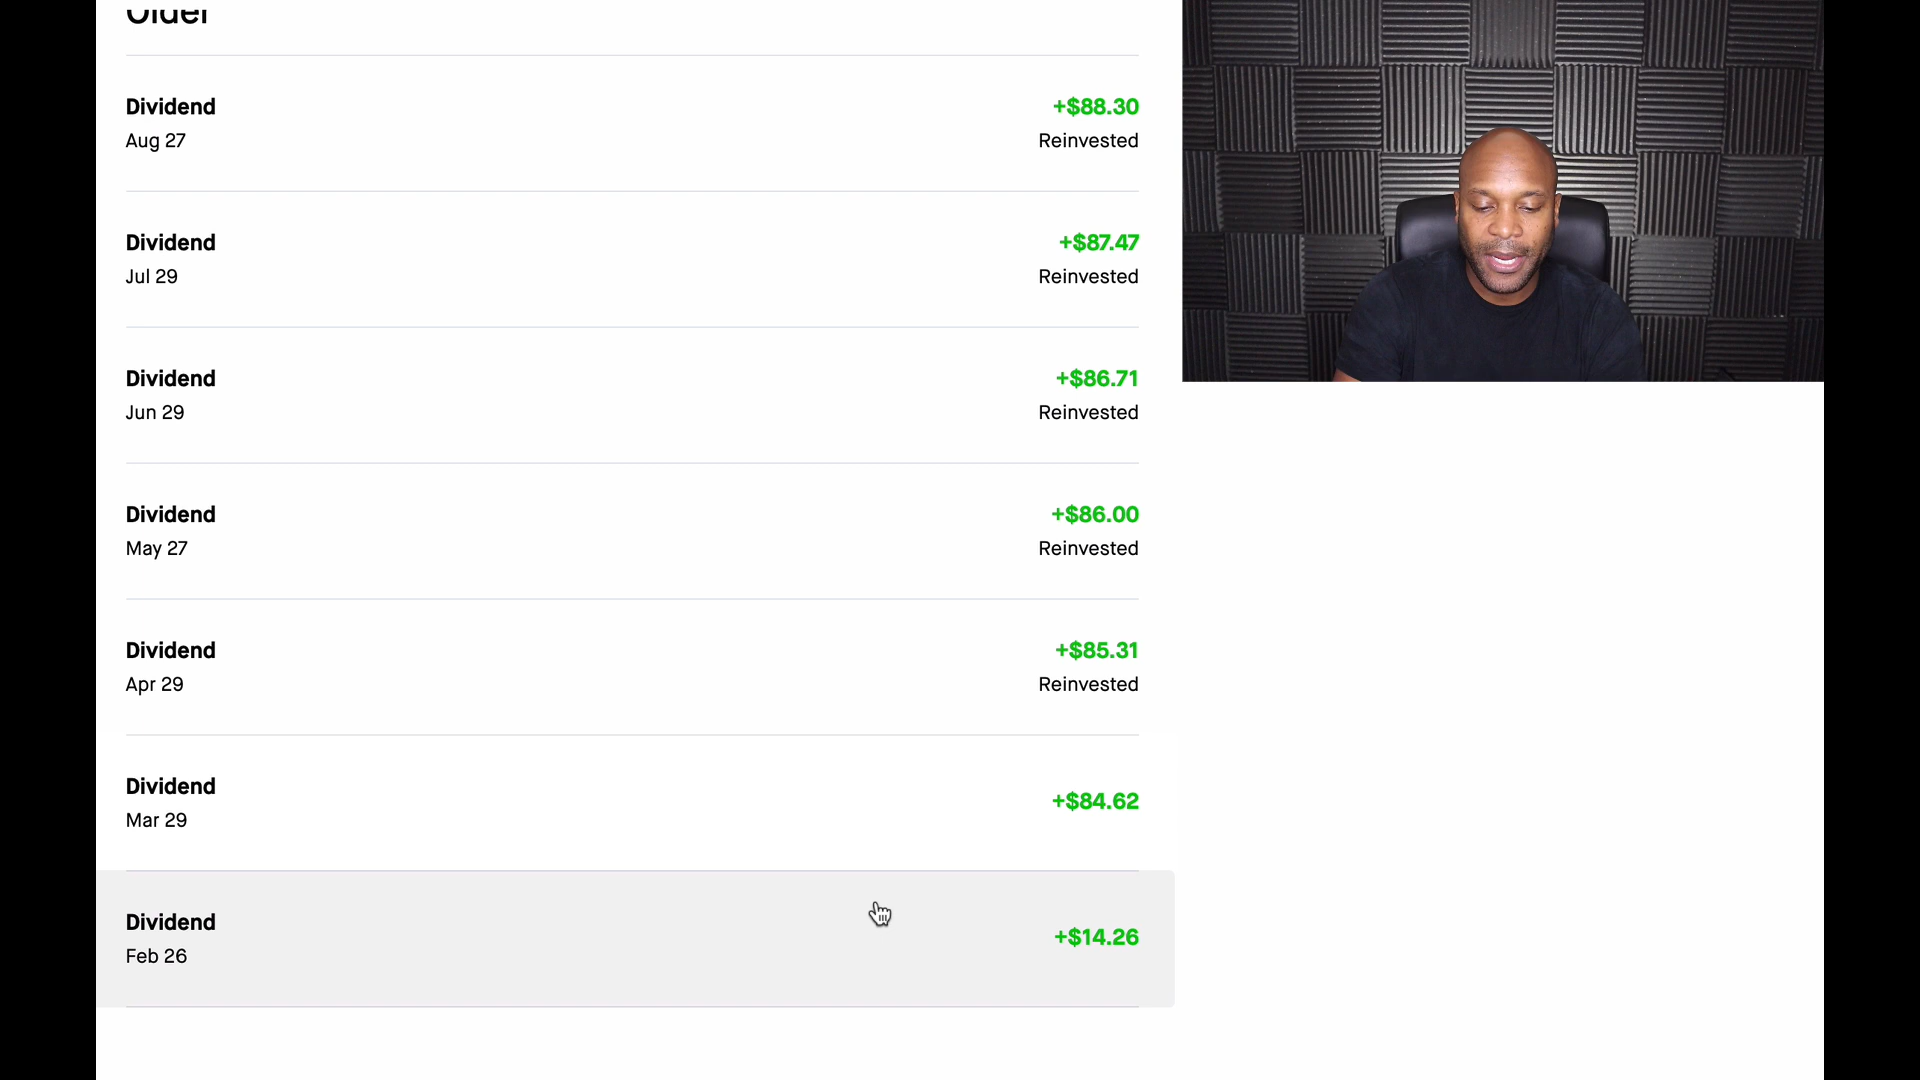 Older
Dividend
+$88.30
Aug 27
Reinvested
Dividend
+$87.47
Jul 29
Reinvested
Dividend
+$86.71
Jun 29
Reinvested
Dividend
+$86.00
May 27
Reinvested
Dividend
+$85.31
Apr 29
Reinvested
Dividend
+$84.62
Mar 29
Dividend
+$14.26
Feb 26